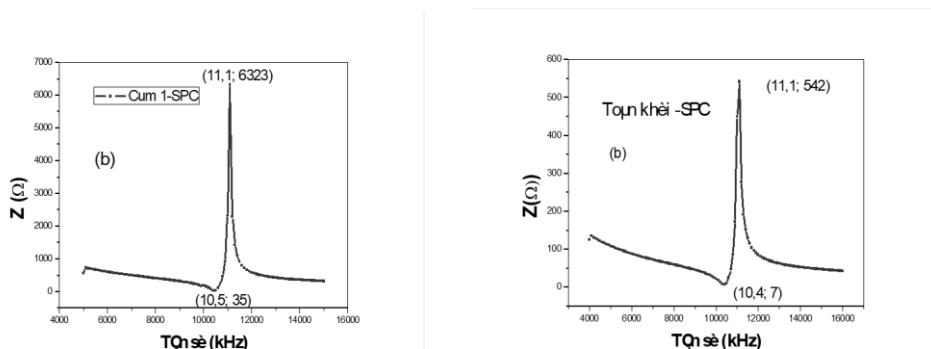 7000
6000
5000
4000
3000
2000
1000
0
Z (Ω)
(11,1; 6323)
Cum 1-SPC
(b)
(10,5; 35)
4000 6000 8000 10000 12000 14000 16000
TÇn sè (kHz)
600
500
400
300
200
100
0
Z(Ω)
(11,1; 542)
Toµn khèi -SPC
(b)
(10,4; 7)
4000 6000 8000 10000 12000 14000 16000
TÇn sè (kHz)